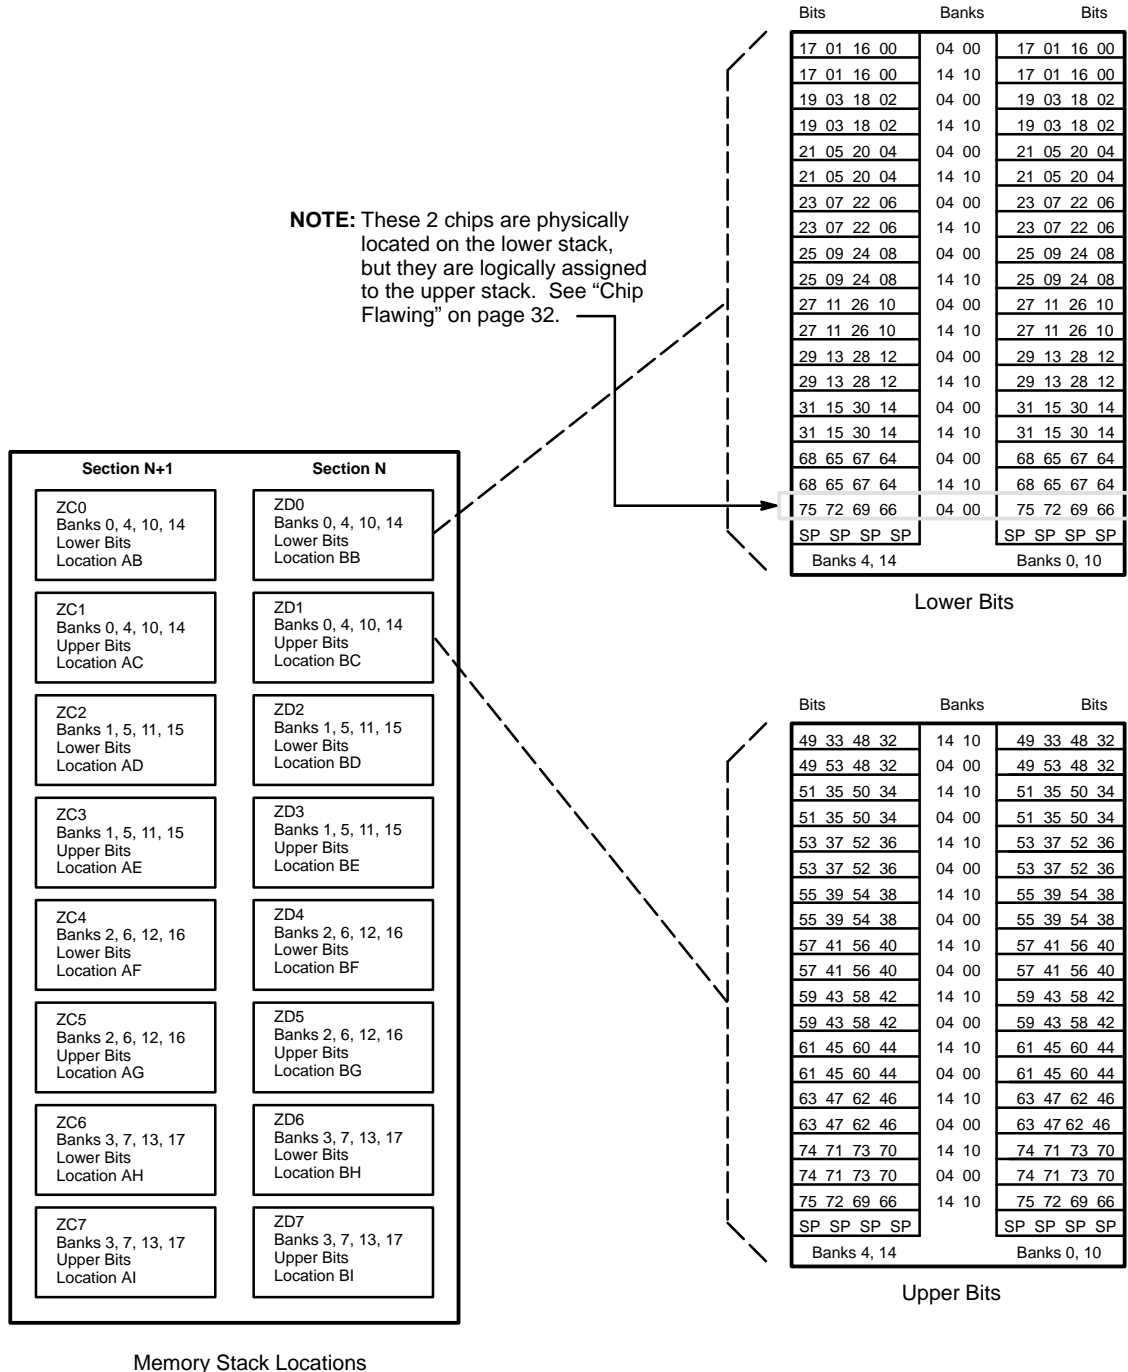 Bits Banks Bits
17 01 16 00 04 00 17 01 16 00
17 01 16 00 14 10 17 01 16 00
19 03 18 02 04 00 19 03 18 02
19 03 18 02 14 10 19 03 18 02
21 05 20 04 04 00 21 05 20 04
21 05 20 04 14 10 21 05 20 04
23 07 22 06 04 00 23 07 22 06
23 07 22 06 14 10 23 07 22 06
25 09 24 08 04 00 25 09 24 08
25 09 24 08 14 10 25 09 24 08
27 11 26 10 04 00 27 11 26 10
27 11 26 10 14 10 27 11 26 10
29 13 28 12 04 00 29 13 28 12
29 13 28 12 14 10 29 13 28 12
31 15 30 14 04 00 31 15 30 14
31 15 30 14 14 10 31 15 30 14
68 65 67 64 04 00 68 65 67 64
68 65 67 64 14 10 68 65 67 64
75 72 69 66 04 00 75 72 69 66
SP SP SP SP SP SP SP SP
Banks 4, 14 Banks 0, 10
Lower Bits
NOTE: These 2 chips are physically
located on the lower stack,
but they are logically assigned
to the upper stack. See “Chip
Flawing” on page 32.
Section N+1 Section N
ZC0
Banks 0, 4, 10, 14
Lower Bits
Location AB
ZD0
Banks 0, 4, 10, 14
Lower Bits
Location BB
ZC1
Banks 0, 4, 10, 14
Upper Bits
Location AC
ZD1
Banks 0, 4, 10, 14
Upper Bits
Location BC
ZC2
Banks 1, 5, 11, 15
Lower Bits
Location AD
ZD2
Banks 1, 5, 11, 15
Lower Bits
Location BD
ZC3
Banks 1, 5, 11, 15
Upper Bits
Location AE
ZD3
Banks 1, 5, 11, 15
Upper Bits
Location BE
ZC4
Banks 2, 6, 12, 16
Lower Bits
Location AF
ZD4
Banks 2, 6, 12, 16
Lower Bits
Location BF
ZC5
Banks 2, 6, 12, 16
Upper Bits
Location AG
ZD5
Banks 2, 6, 12, 16
Upper Bits
Location BG
ZC6
Banks 3, 7, 13, 17
Lower Bits
Location AH
ZD6
Banks 3, 7, 13, 17
Lower Bits
Location BH
ZC7
Banks 3, 7, 13, 17
Upper Bits
Location AI
ZD7
Banks 3, 7, 13, 17
Upper Bits
Location BI
Memory Stack Locations
Bits Banks Bits
49 33 48 32 14 10 49 33 48 32
49 53 48 32 04 00 49 53 48 32
51 35 50 34 14 10 51 35 50 34
51 35 50 34 04 00 51 35 50 34
53 37 52 36 14 10 53 37 52 36
53 37 52 36 04 00 53 37 52 36
55 39 54 38 14 10 55 39 54 38
55 39 54 38 04 00 55 39 54 38
57 41 56 40 14 10 57 41 56 40
57 41 56 40 04 00 57 41 56 40
59 43 58 42 14 10 59 43 58 42
59 43 58 42 04 00 59 43 58 42
61 45 60 44 14 10 61 45 60 44
61 45 60 44 04 00 61 45 60 44
63 47 62 46 14 10 63 47 62 46
63 47 62 46 04 00 63 47 62 46
74 71 73 70 14 10 74 71 73 70
74 71 73 70 04 00 74 71 73 70
75 72 69 66 14 10 75 72 69 66
SP SP SP SP SP SP SP SP
Banks 4, 14 Banks 0, 10
Upper Bits